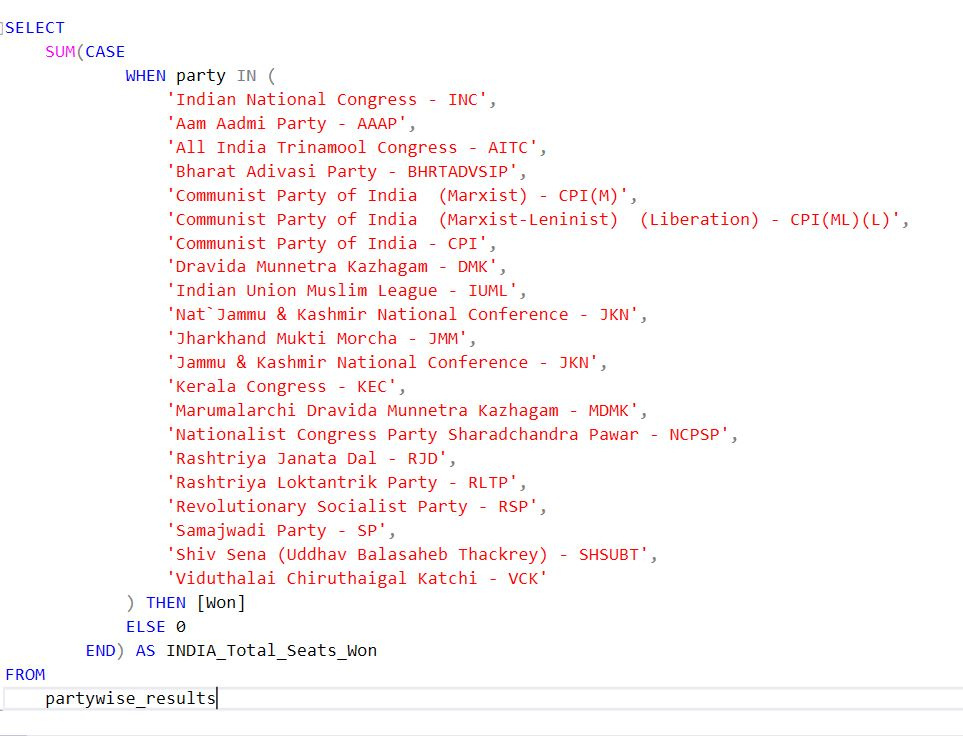 SELECT
    SUM(CASE
            WHEN party IN (
                'Indian National Congress - INC',
                'Aam Aadmi Party - AAAP',
                'All India Trinamool Congress - AITC',
                'Bharat Adivasi Party - BHRTADVSIP',
                'Communist Party of India  (Marxist) - CPI(M)',
                'Communist Party of India  (Marxist-Leninist)  (Liberation) - CPI(ML)(L)',
                'Communist Party of India - CPI',
                'Dravida Munnetra Kazhagam - DMK',
                'Indian Union Muslim League - IUML',
                'Nat`Jammu & Kashmir National Conference - JKN',
                'Jharkhand Mukti Morcha - JMM',
                'Jammu & Kashmir National Conference - JKN',
                'Kerala Congress - KEC',
                'Marumalarchi Dravida Munnetra Kazhagam - MDMK',
                'Nationalist Congress Party Sharadchandra Pawar - NCPSP',
                'Rashtriya Janata Dal - RJD',
                'Rashtriya Loktantrik Party - RLTP',
                'Revolutionary Socialist Party - RSP',
                'Samajwadi Party - SP',
                'Shiv Sena (Uddhav Balasaheb Thackrey) - SHSUBT',
                'Viduthalai Chiruthaigal Katchi - VCK'
            ) THEN [Won]
            ELSE 0
        END) AS INDIA_Total_Seats_Won
FROM
    partywise_results